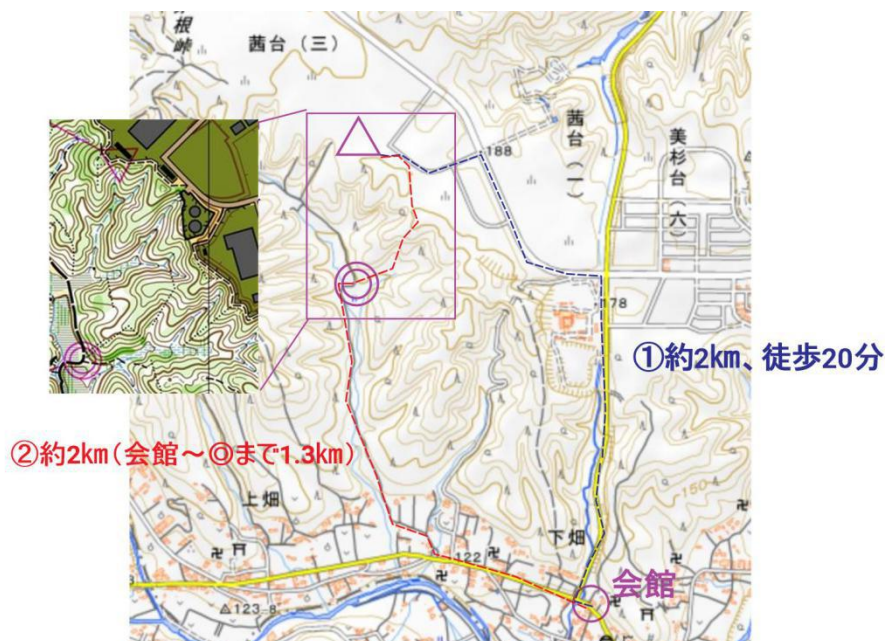 根峠
茜台（三）
188
茜台（一）
美杉台（六）
178
①約2km、徒歩20分
②約2km（会館～◎まで1.3km）
上畑
150
下畑
122
会館
123.8